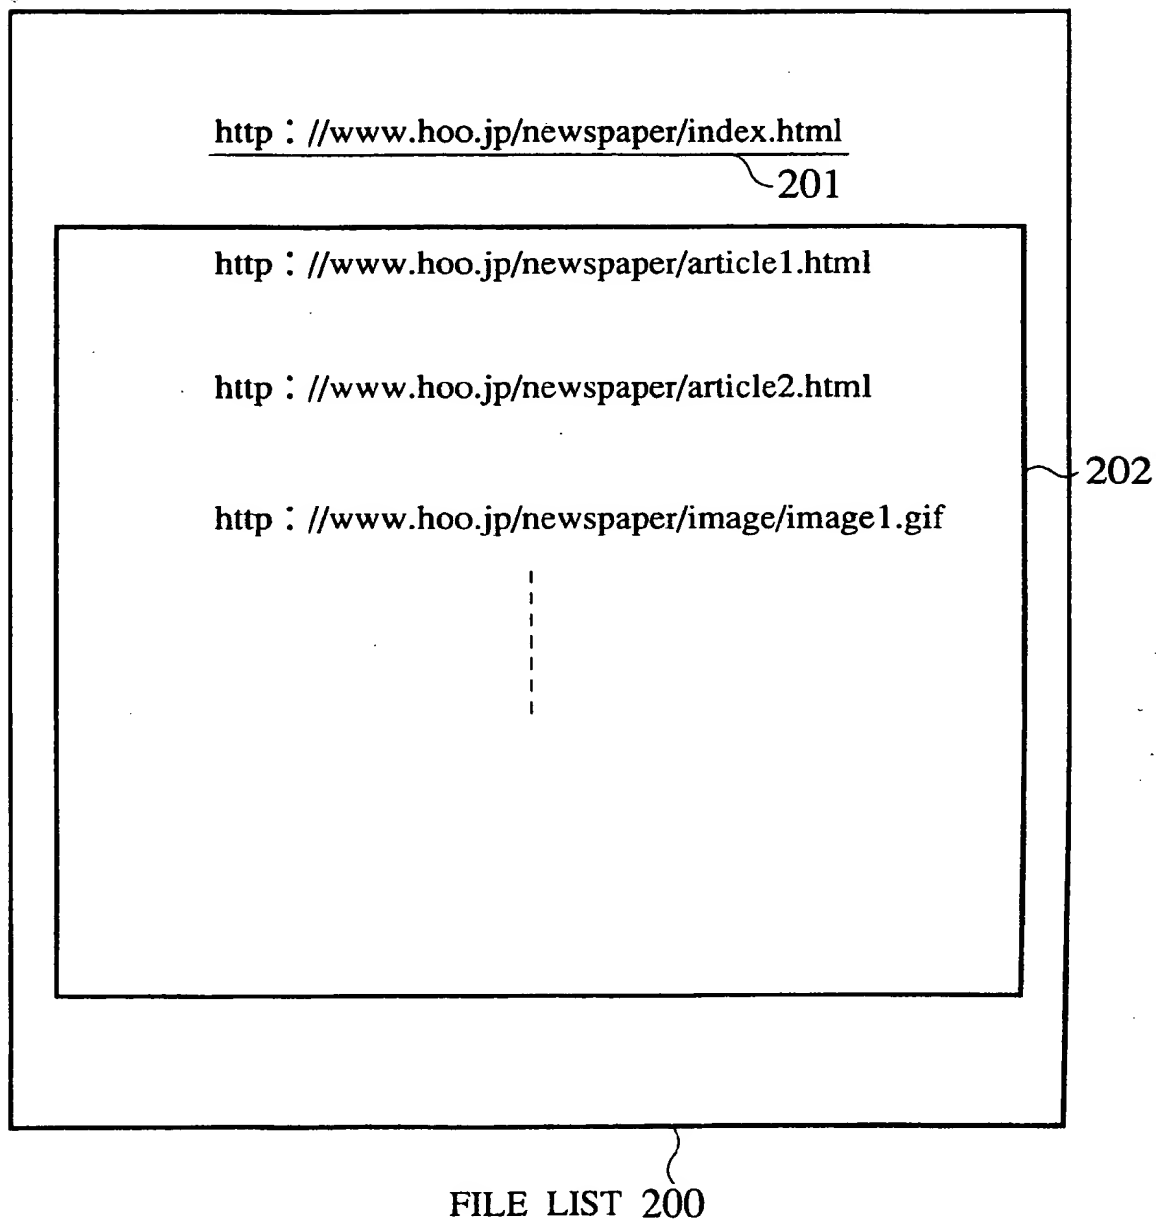 http : //www.hoo.jp/newspaper/index.html
201
http : //www.hoo.jp/newspaper/article1.html
http : //www.hoo.jp/newspaper/article2.html
202
http : //www.hoo.jp/newspaper/image/image1.gif
FILE LIST 200